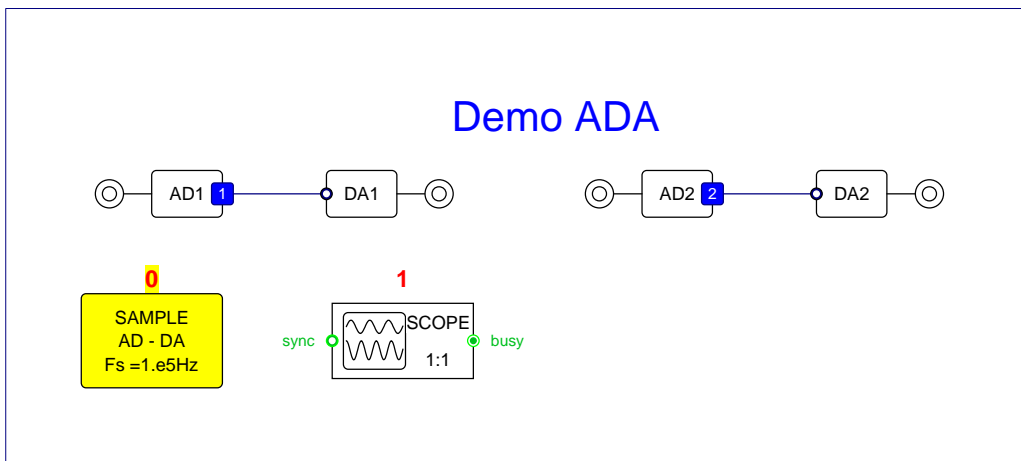 Demo ADA
AD1 1 DA1
AD2 2 DA2
0
SAMPLE
AD - DA
Fs =1.e5Hz
1
sync
SCOPE
1:1
busy